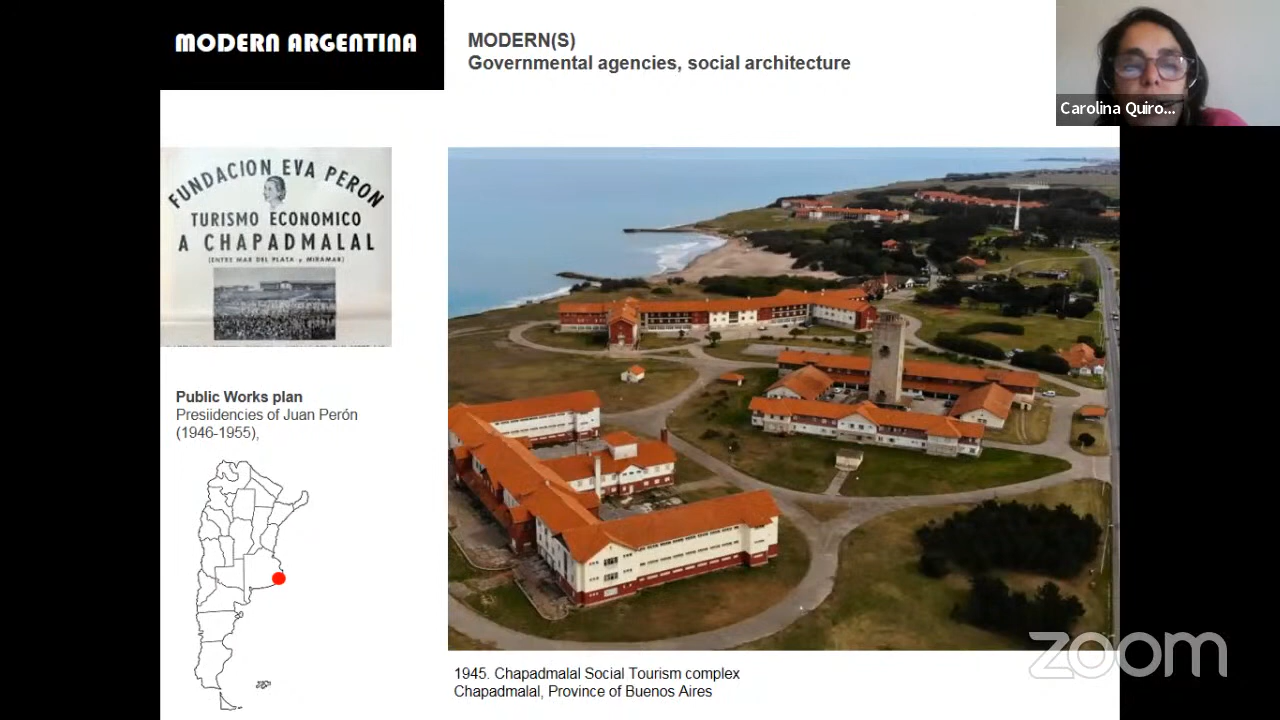 MODERN ARGENTINA
MODERN(S)
Governmental agencies, social architecture
Carolina Quiro...
FUNDACION EVA PERON
TURISMO ECONOMICO
A CHAPADMALAL
(ENTRE MAR DEL PLATA y MIRAMAR)
Public Works plan
Presiidencies of Juan Perón
(1946-1955),
1945. Chapadmalal Social Tourism complex
Chapadmalal, Province of Buenos Aires
zoom